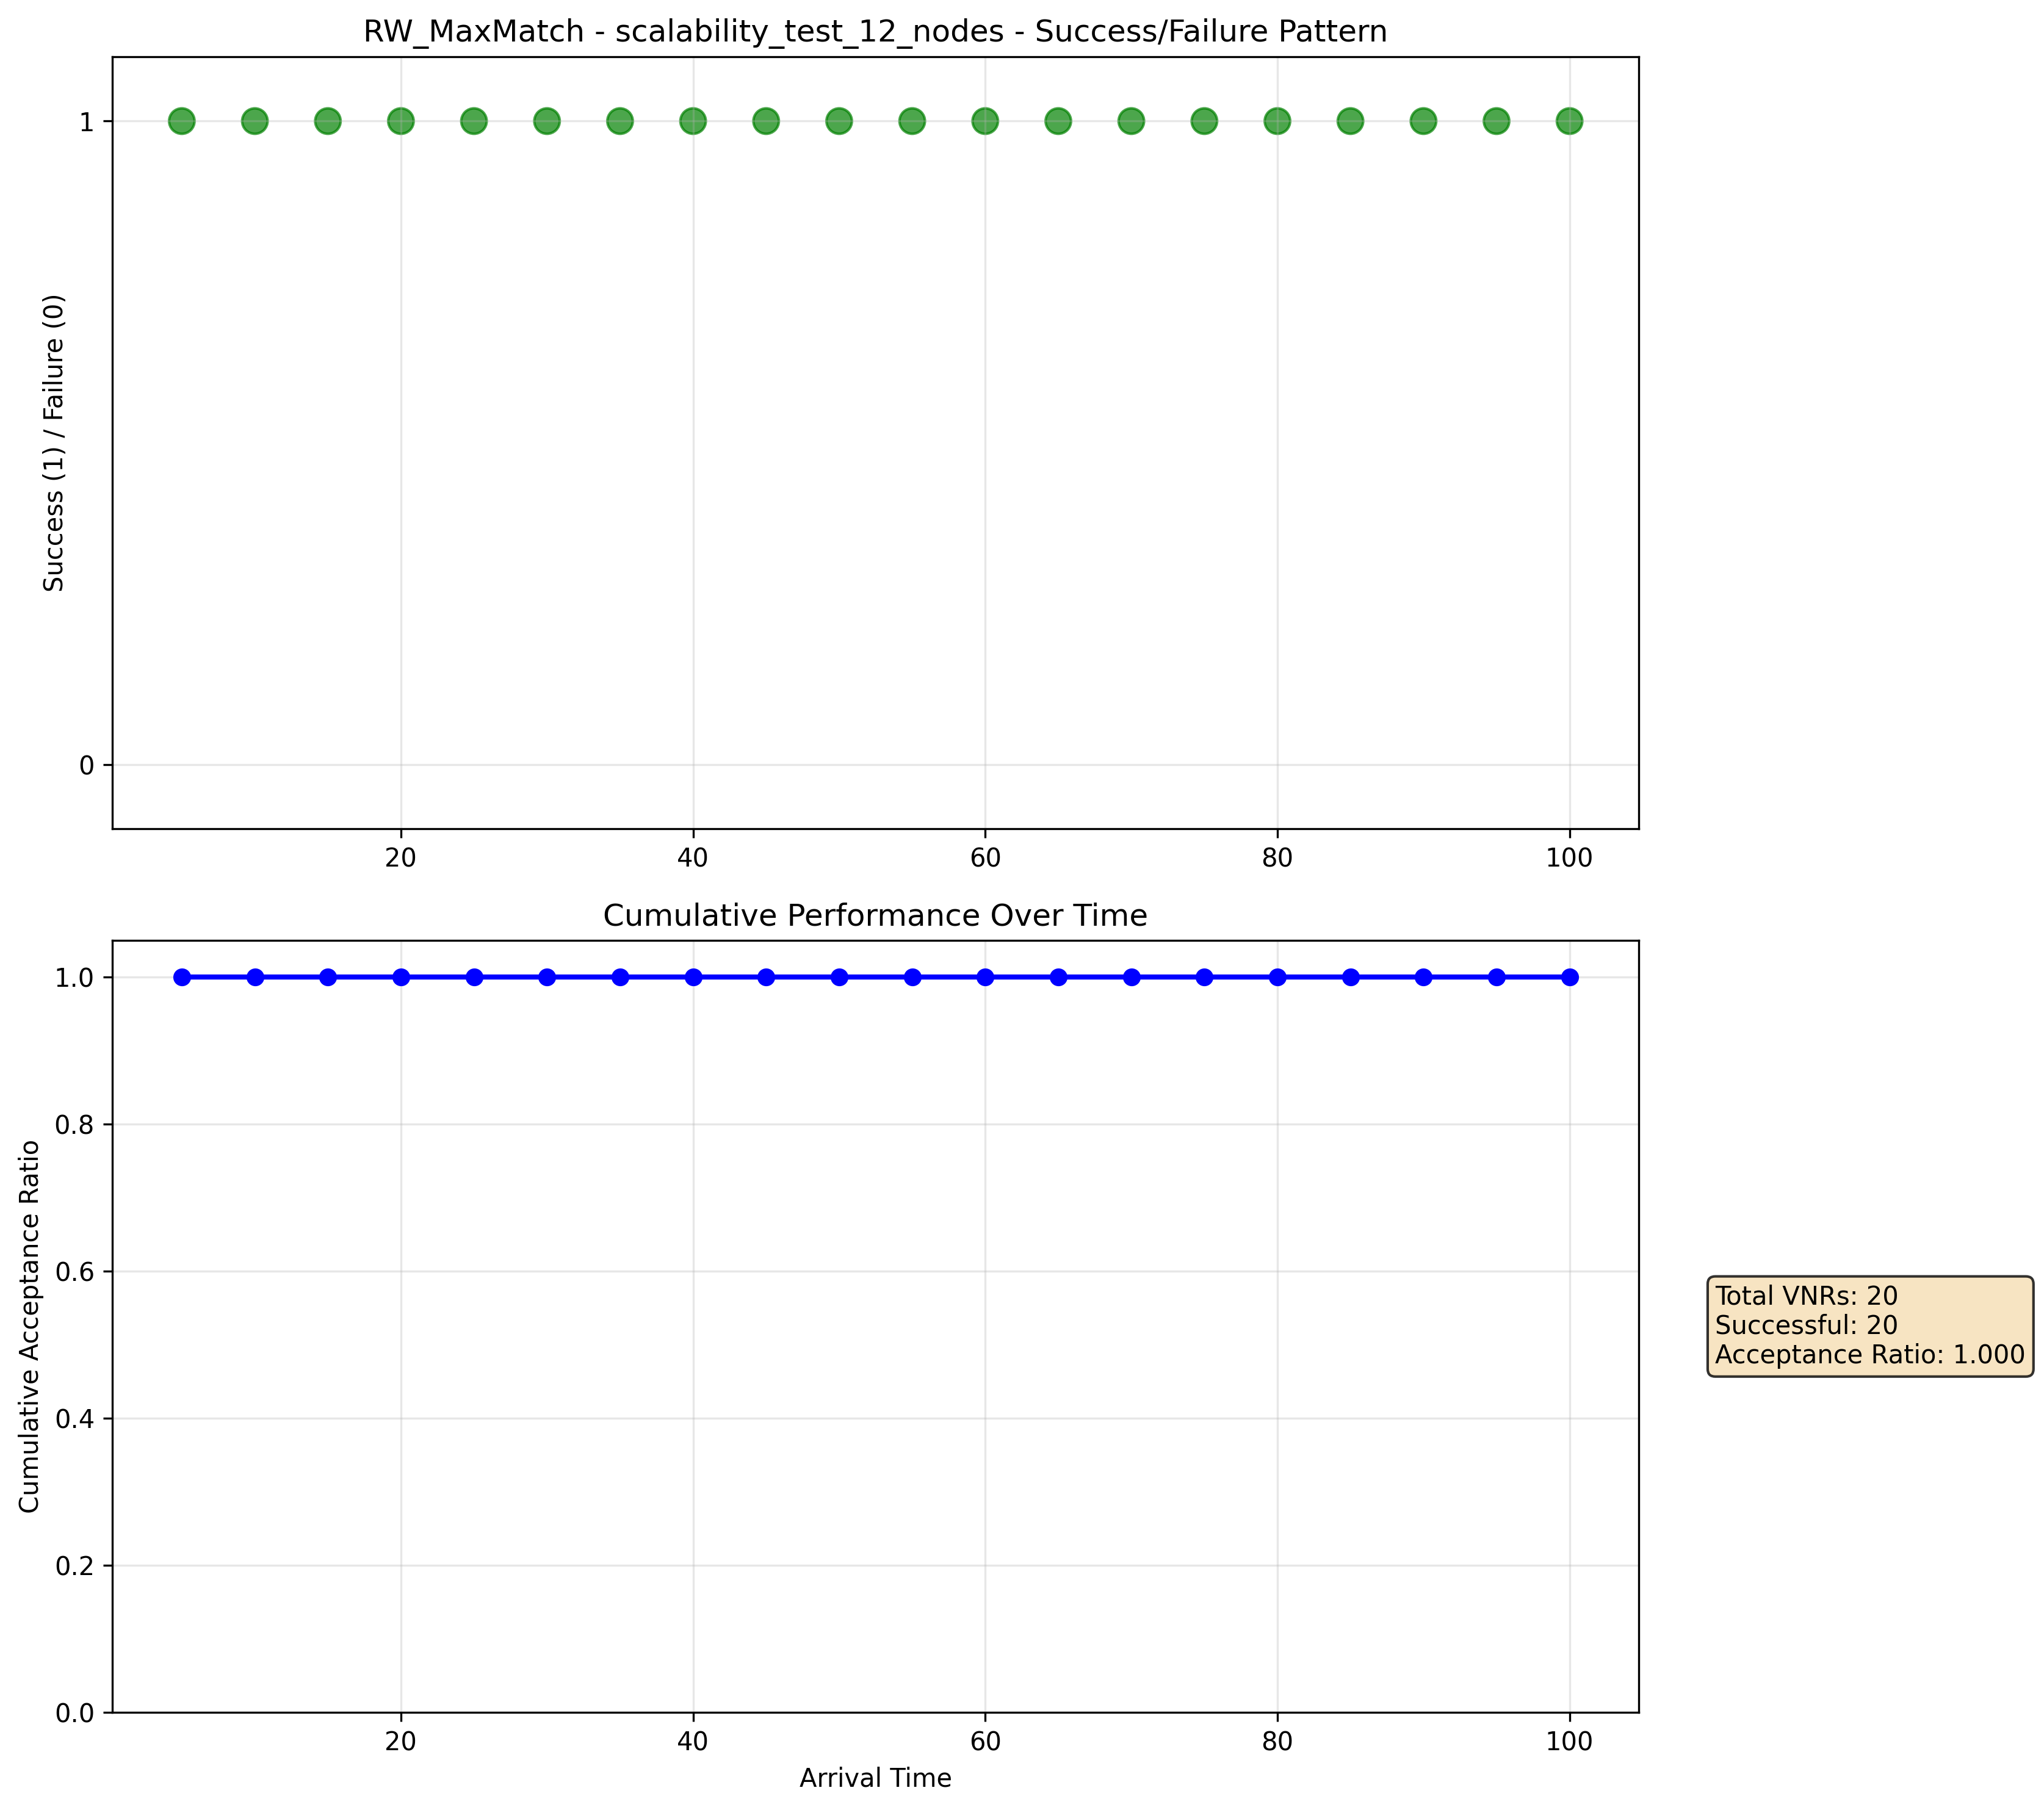 RW_MaxMatch - scalability_test_12_nodes - Success/Failure Pattern
Success (1) / Failure (0)
1
0
20 40 60 80 100
Cumulative Performance Over Time
Cumulative Acceptance Ratio
1.0
0.8
0.6
0.4
0.2
0.0
20 40 60 80 100
Arrival Time
Total VNRs: 20
Successful: 20
Acceptance Ratio: 1.000